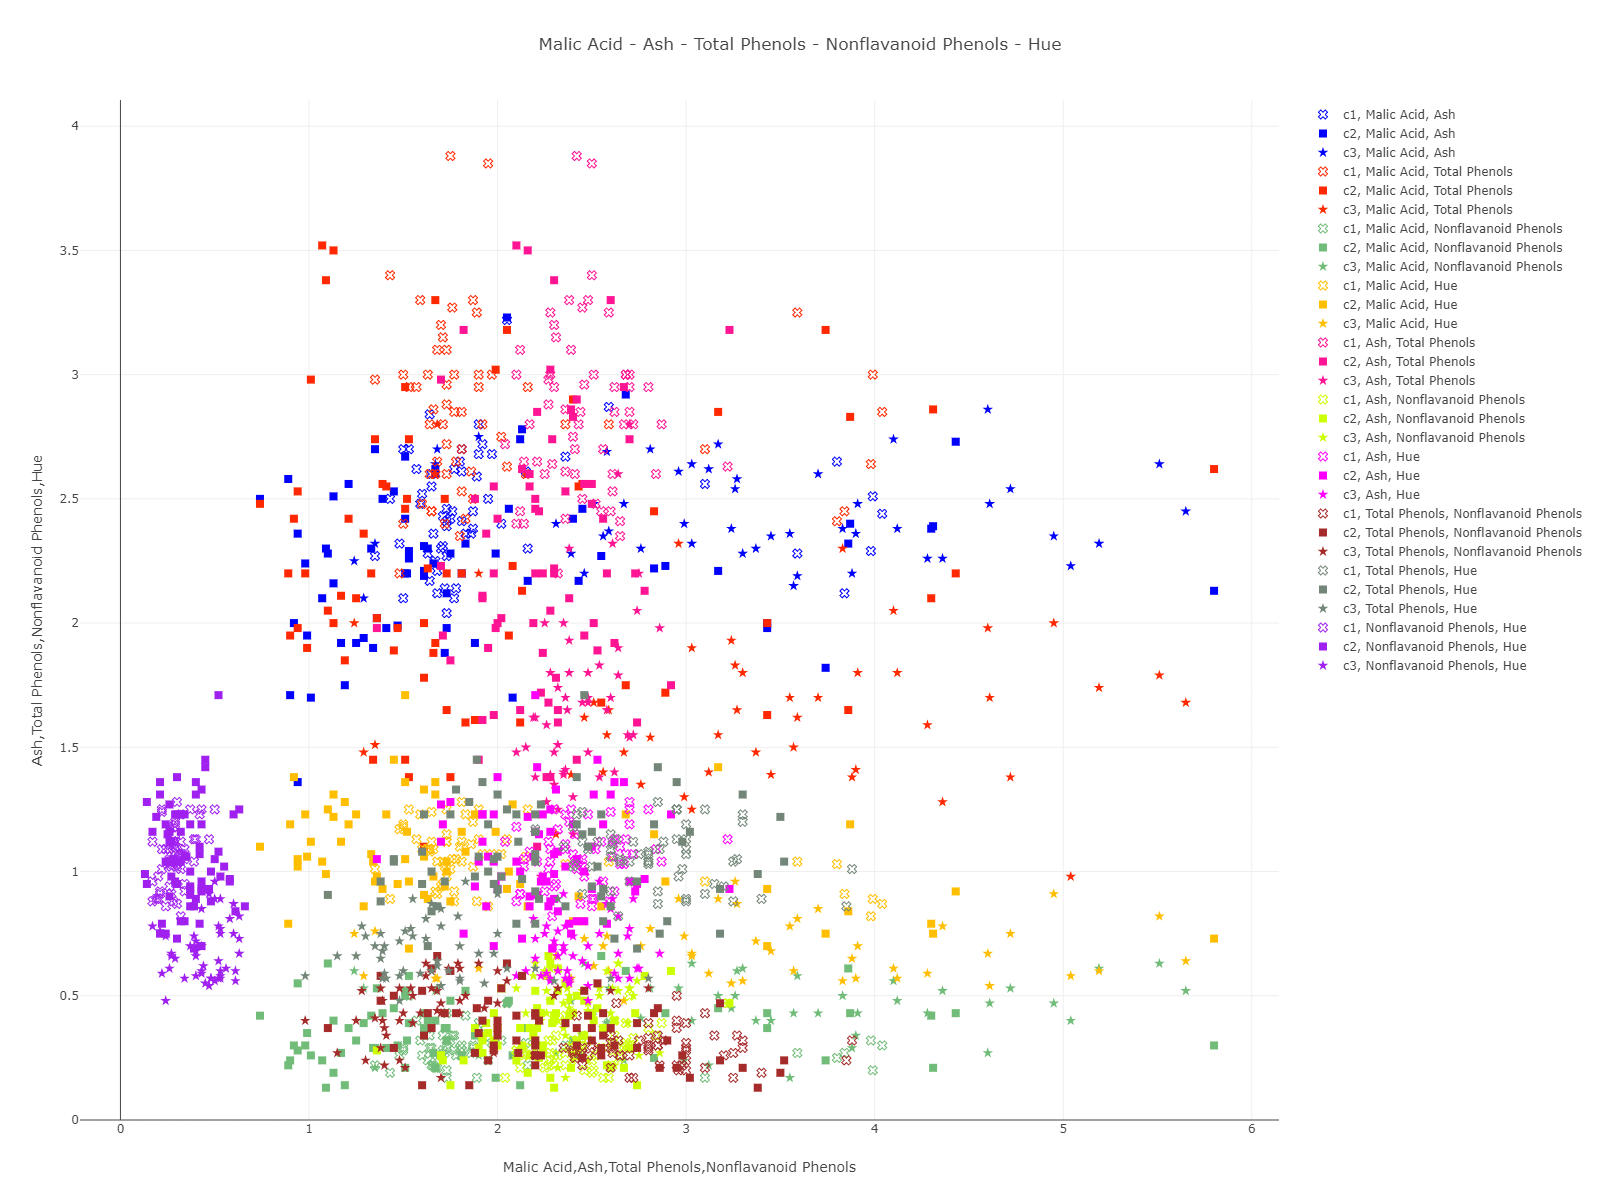 Malic Acid - Ash - Total Phenols - Nonflavanoid Phenols - Hue
Ash,Total Phenols,Nonflavanoid Phenols,Hue
4
3.5
3
2.5
2
1.5
1
0.5
0
0
1
2
3
4
5
6
Malic Acid,Ash,Total Phenols,Nonflavanoid Phenols
c1, Malic Acid, Ash
c2, Malic Acid, Ash
c3, Malic Acid, Ash
c1, Malic Acid, Total Phenols
c2, Malic Acid, Total Phenols
c3, Malic Acid, Total Phenols
c1, Malic Acid, Nonflavanoid Phenols
c2, Malic Acid, Nonflavanoid Phenols
c3, Malic Acid, Nonflavanoid Phenols
c1, Malic Acid, Hue
c2, Malic Acid, Hue
c3, Malic Acid, Hue
c1, Ash, Total Phenols
c2, Ash, Total Phenols
c3, Ash, Total Phenols
c1, Ash, Nonflavanoid Phenols
c2, Ash, Nonflavanoid Phenols
c3, Ash, Nonflavanoid Phenols
c1, Ash, Hue
c2, Ash, Hue
c3, Ash, Hue
c1, Total Phenols, Nonflavanoid Phenols
c2, Total Phenols, Nonflavanoid Phenols
c3, Total Phenols, Nonflavanoid Phenols
c1, Total Phenols, Hue
c2, Total Phenols, Hue
c3, Total Phenols, Hue
c1, Nonflavanoid Phenols, Hue
c2, Nonflavanoid Phenols, Hue
c3, Nonflavanoid Phenols, Hue